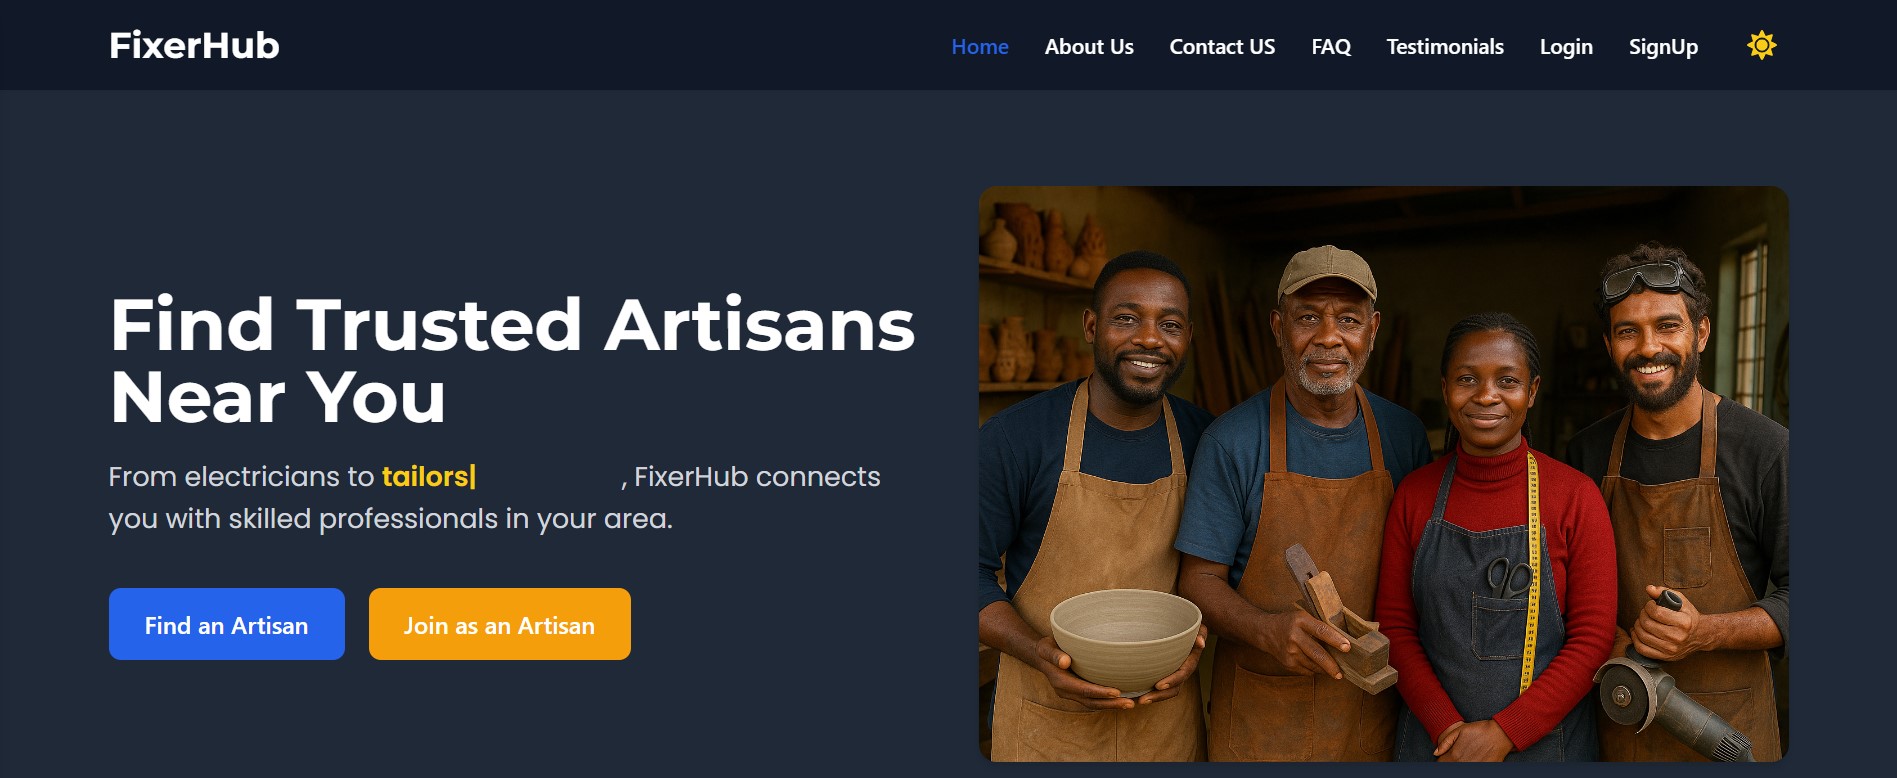 FixerHub
Home About Us Contact US FAQ Testimonials Login SignUp
Find Trusted Artisans
Near You
From electricians to tailors| , FixerHub connects
you with skilled professionals in your area.
Find an Artisan Join as an Artisan